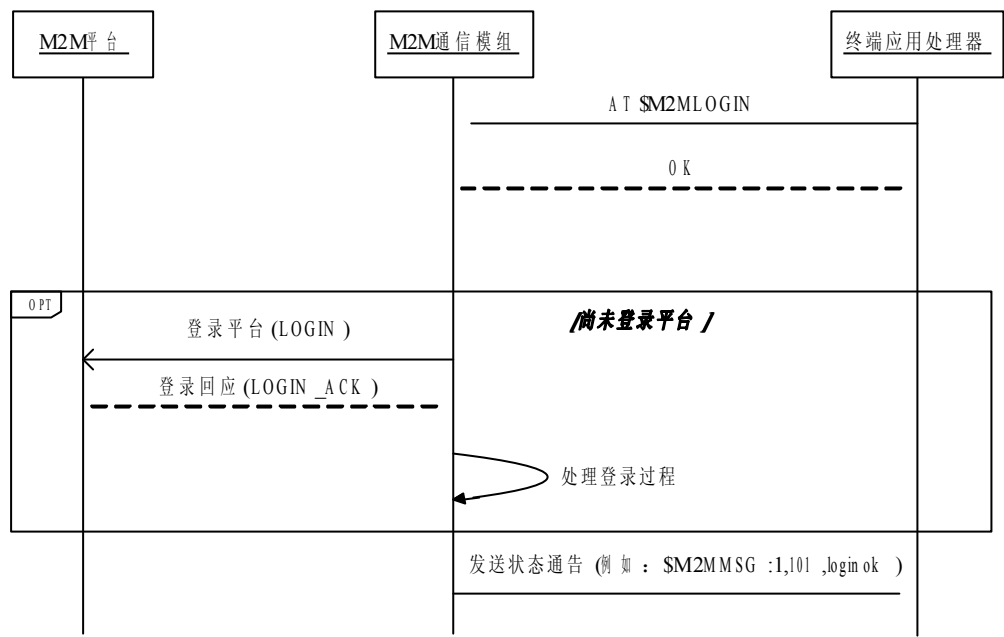 M2M平台
M2M通信模组
终端应用处理器
AT $M2MLOGIN
OK
OPT
[尚未登录平台 ]
登录平台(LOGIN )
登录回应(LOGIN _ACK )
处理登录过程
发送状态通告 (例如: $M2MMSG :1,101 ,login ok )